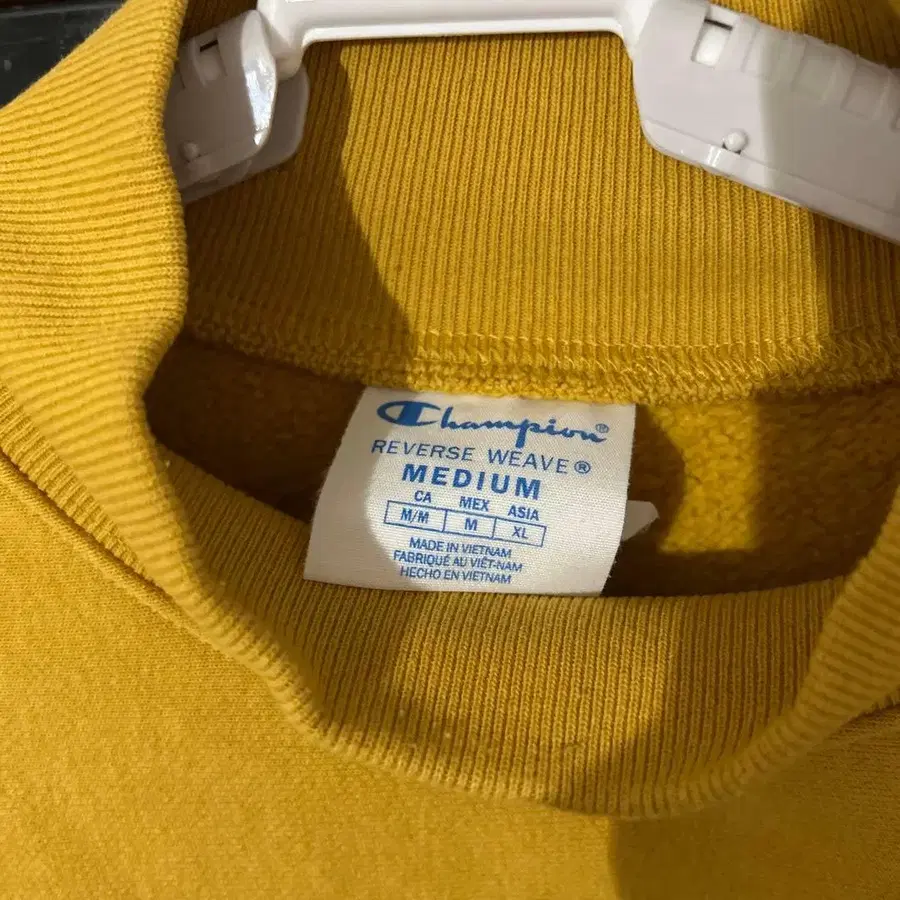 Champion®
REVERSE WEAVE®
MEDIUM
CA MEX ASIA
M/M M XL
MADE IN VIETNAM
FABRIQUÉ AU VIÊT-NAM
HECHO EN VIETNAM